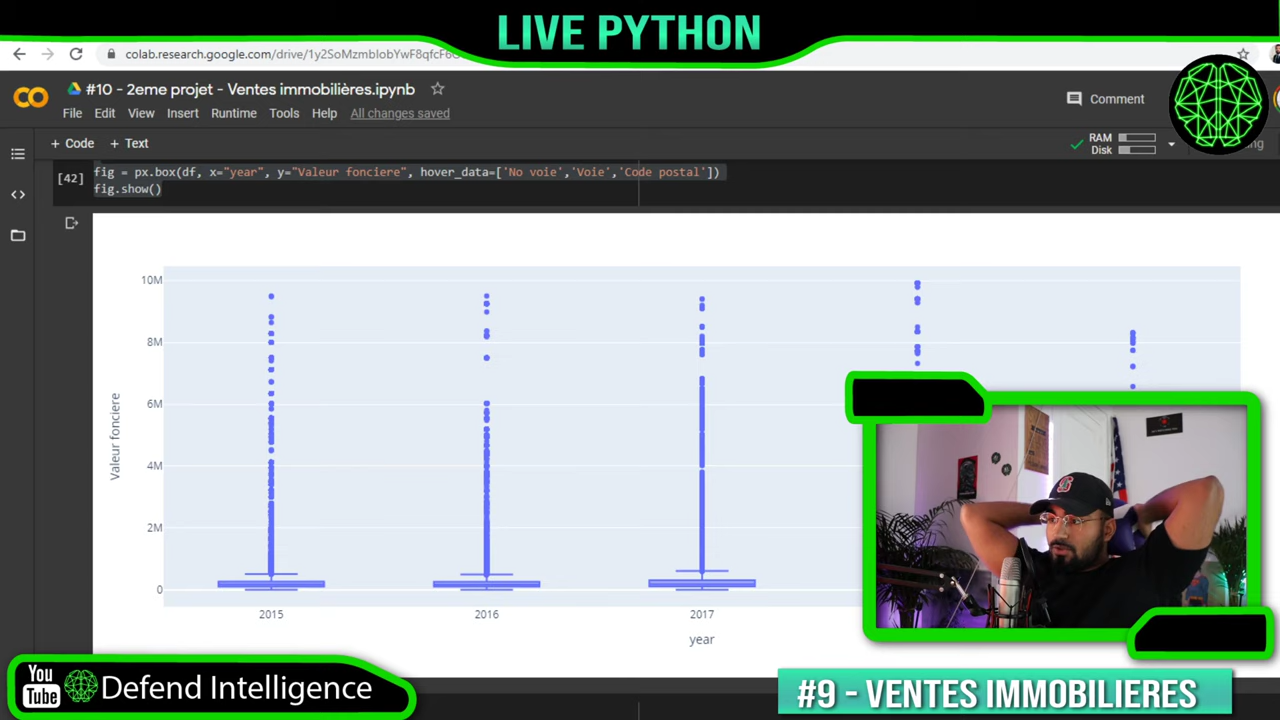 LIVE PYTHON
colab.research.google.com/drive/1y2SoMzmblobYwF8qfcF6
#10 - 2eme projet - Ventes immobilières.ipynb
Comment
File Edit View Insert Runtime Tools Help All changes saved
+ Code + Text
RAM
Disk
[42]
fig = px.box(df, x="year", y="Valeur fonciere", hover_data=['No voie','Voie','Code postal'])
fig.show()
10M
8M
6M
4M
2M
0
Valeur fonciere
2015 2016 2017
year
You
Tube
Defend Intelligence
#9 - VENTES IMMOBILIERES